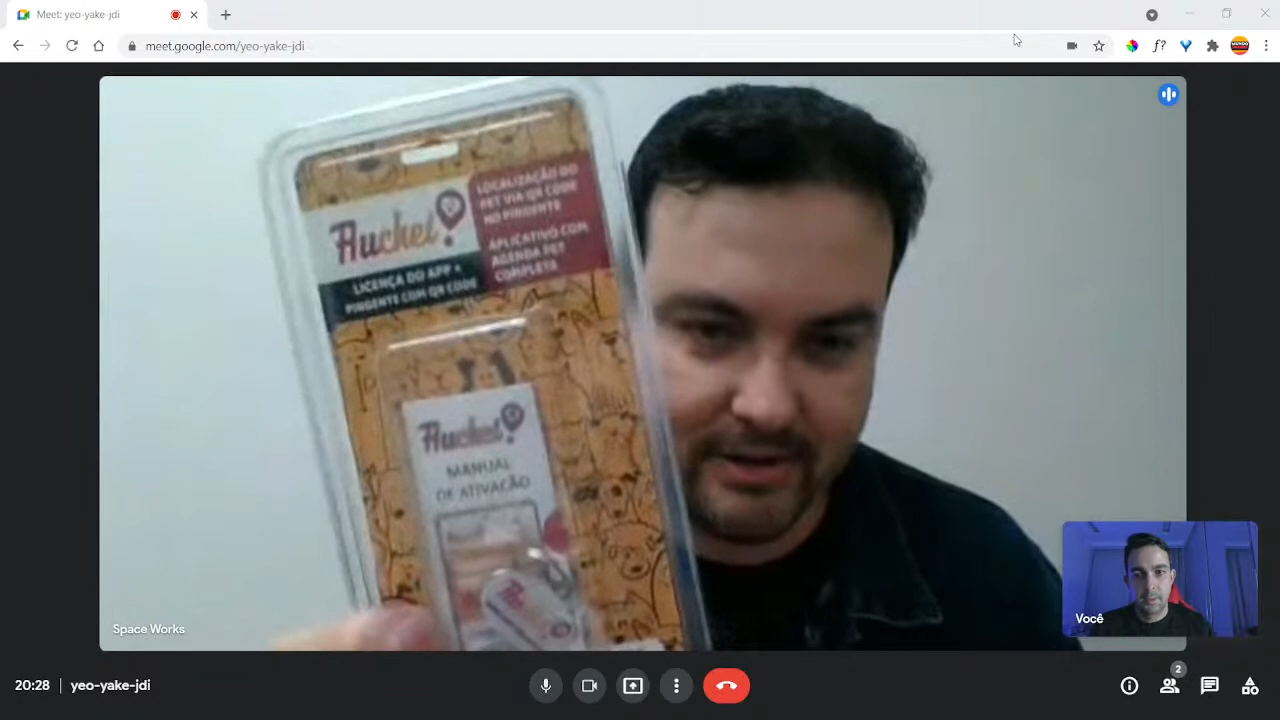 Meet: yeo-yake-jdi
meet.google.com/yeo-yake-jdi
f?
Auchei
LOCALIZAÇÃO DO
PET VIA QR CODE
NO PINGENTE
APLICATIVO COM
AGENDA PET
COMPLETA
LICENÇA DO APP +
PINGENTE COM QR CODE
Auchei
MANUAL
DE ATIVAÇÃO
Space Works
Você
20:28 | yeo-yake-jdi
2